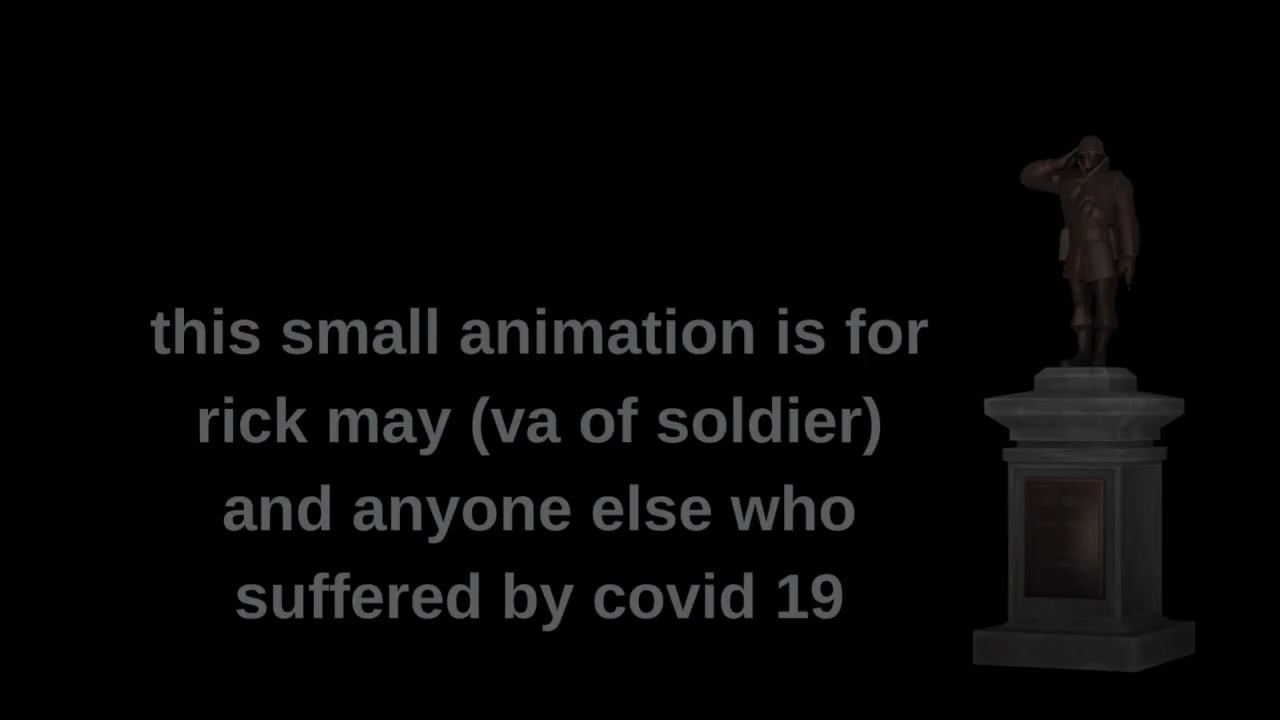 this small animation is for
rick may (va of soldier)
and anyone else who
suffered by covid 19